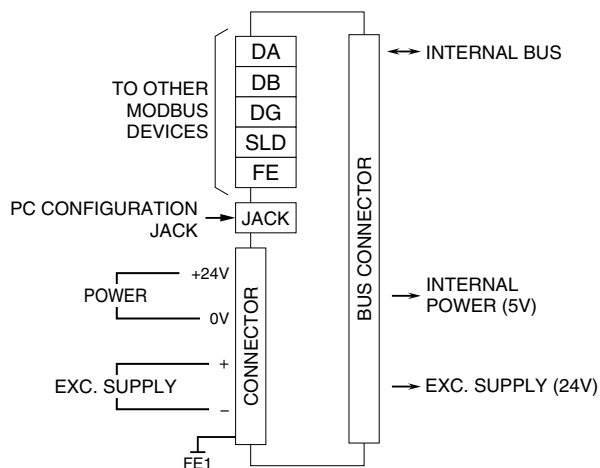 TO OTHER
MODBUS
DEVICES
DA
DB
DG
SLD
FE
PC CONFIGURATION
JACK
JACK
POWER
+24V
0V
EXC. SUPPLY
+
–
FE1
CONNECTOR
BUS CONNECTOR
INTERNAL BUS
INTERNAL
POWER (5V)
EXC. SUPPLY (24V)